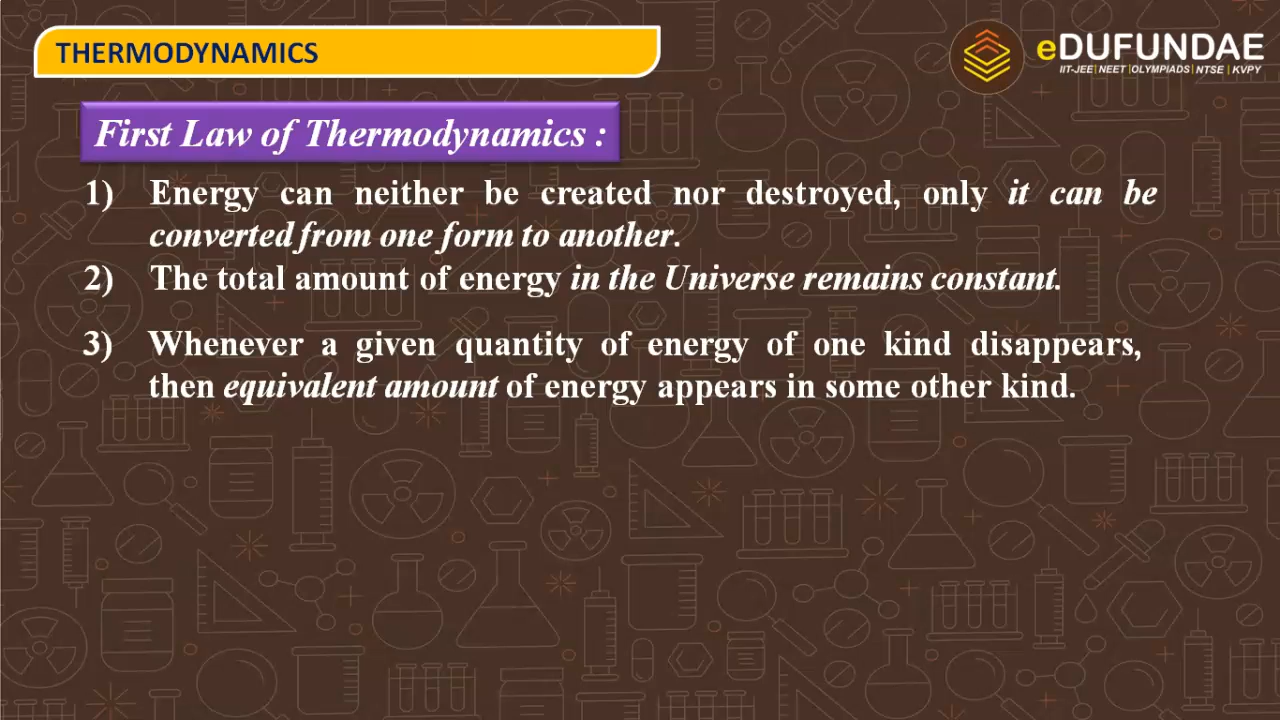 THERMODYNAMICS
eDUFUNDAE
IIT-JEE| NEET |OLYMPIADS| NTSE | KVPY
First Law of Thermodynamics :
1) Energy can neither be created nor destroyed, only it can be
converted from one form to another.
2) The total amount of energy in the Universe remains constant.
3) Whenever a given quantity of energy of one kind disappears,
then equivalent amount of energy appears in some other kind.